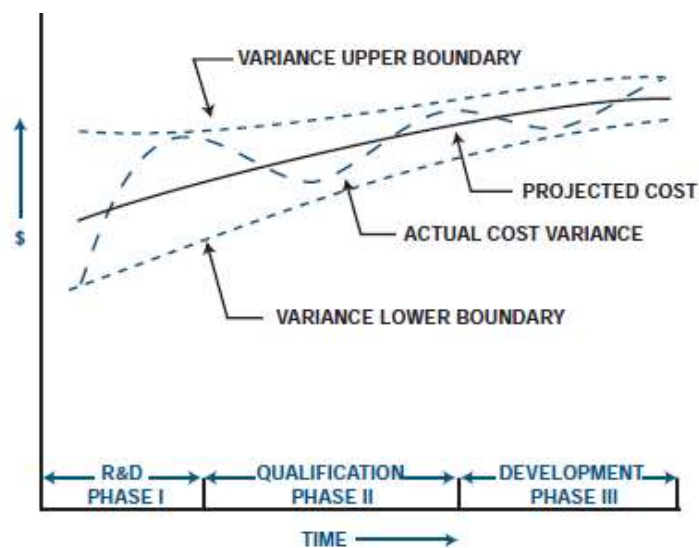 VARIANCE UPPER BOUNDARY
PROJECTED COST
$
ACTUAL COST VARIANCE
VARIANCE LOWER BOUNDARY
R&D
PHASE I
QUALIFICATION
PHASE II
DEVELOPMENT
PHASE III
TIME